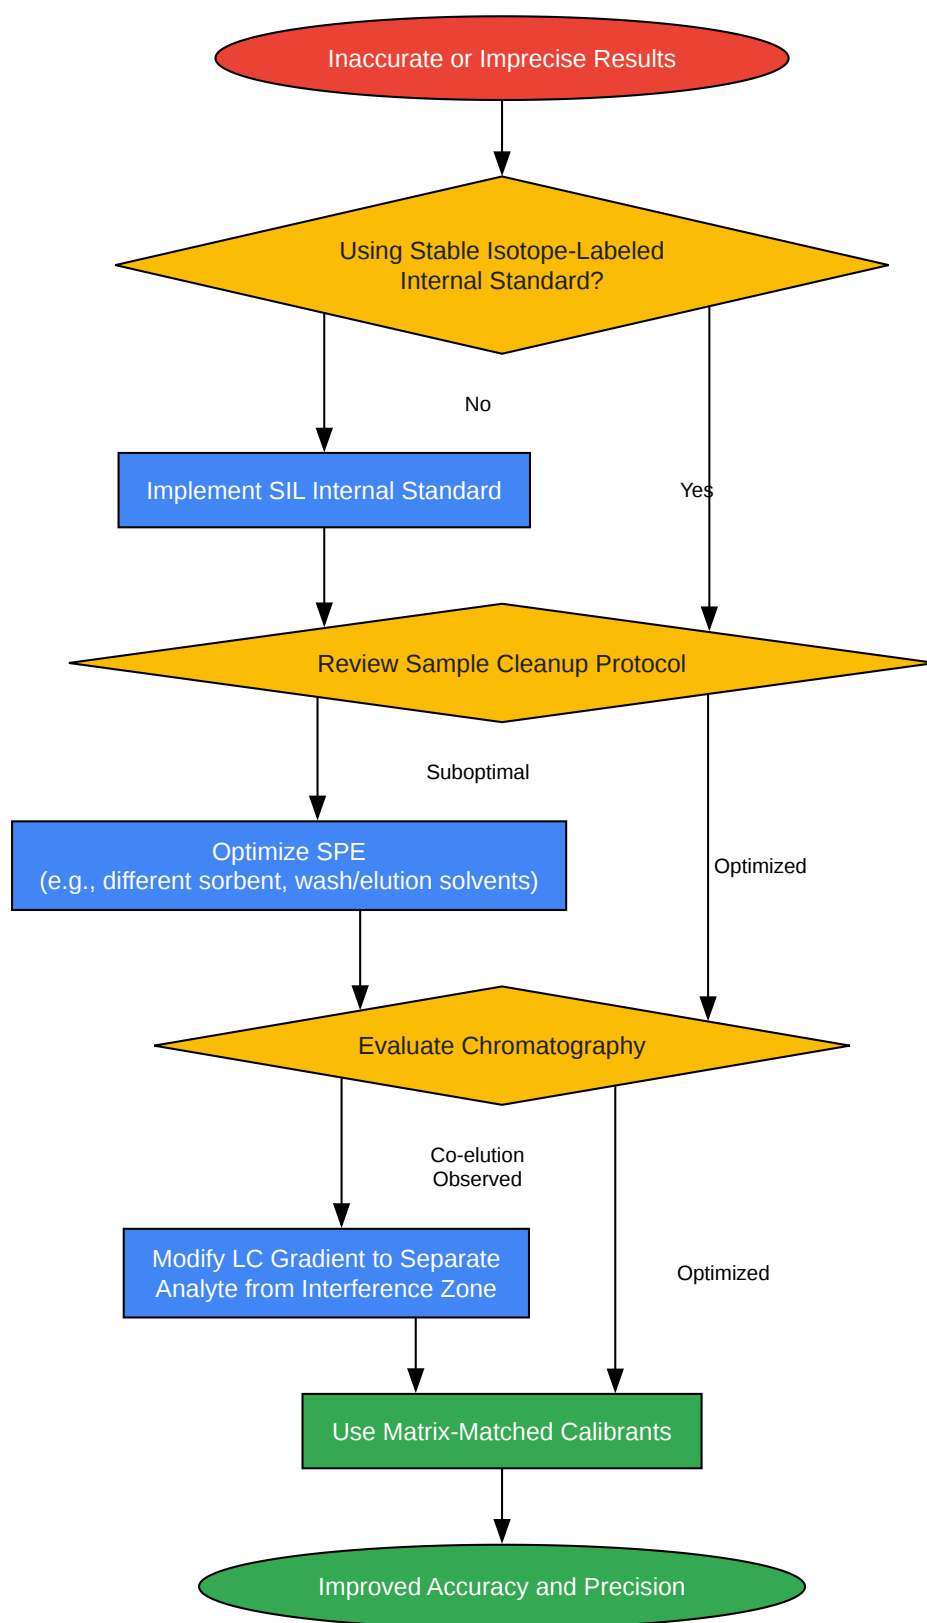 Inaccurate or Imprecise Results
Using Stable Isotope-Labeled
Internal Standard?
No
Implement SIL Internal Standard
Yes
Review Sample Cleanup Protocol
Suboptimal
Optimize SPE
(e.g., different sorbent, wash/elution solvents)
Optimized
Evaluate Chromatography
Co-elution
Observed
Modify LC Gradient to Separate
Analyte from Interference Zone
Optimized
Use Matrix-Matched Calibrants
Improved Accuracy and Precision